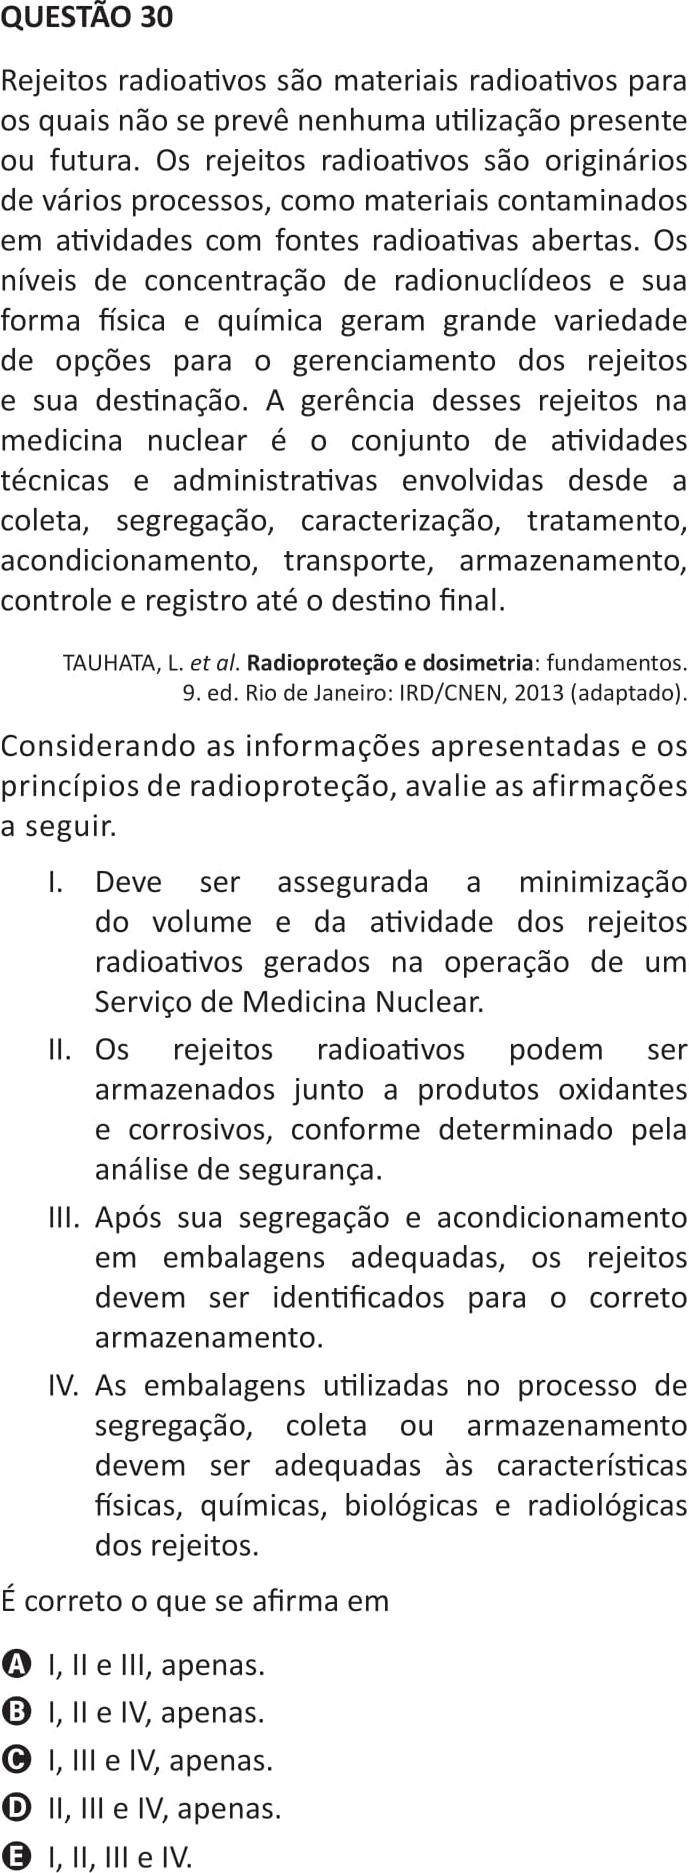 QUESTÃO 30
Rejeitos radioativos são materiais radioativos para
os quais não se prevê nenhuma utilização presente
ou futura. Os rejeitos radioativos são originários
de vários processos, como materiais contaminados
em atividades com fontes radioativas abertas. Os
níveis de concentração de radionuclídeos e sua
forma física e química geram grande variedade
de opções para o gerenciamento dos rejeitos
e sua destinação. A gerência desses rejeitos na
medicina nuclear é o conjunto de atividades
técnicas e administrativas envolvidas desde a
coleta, segregação, caracterização, tratamento,
acondicionamento, transporte, armazenamento,
controle e registro até o destino final.
TAUHATA, L. et al. Radioproteção e dosimetria: fundamentos.
9. ed. Rio de Janeiro: IRD/CNEN, 2013 (adaptado).
Considerando as informações apresentadas e os
princípios de radioproteção, avalie as afirmações
a seguir.
I. Deve ser assegurada a minimização
do volume e da atividade dos rejeitos
radioativos gerados na operação de um
Serviço de Medicina Nuclear.
II. Os rejeitos radioativos podem ser
armazenados junto a produtos oxidantes
e corrosivos, conforme determinado pela
análise de segurança.
III. Após sua segregação e acondicionamento
em embalagens adequadas, os rejeitos
devem ser identificados para o correto
armazenamento.
IV. As embalagens utilizadas no processo de
segregação, coleta ou armazenamento
devem ser adequadas às características
físicas, químicas, biológicas e radiológicas
dos rejeitos.
É correto o que se afirma em
A I, II e III, apenas.
B I, II e IV, apenas.
C I, III e IV, apenas.
D II, III e IV, apenas.
E I, II, III e IV.